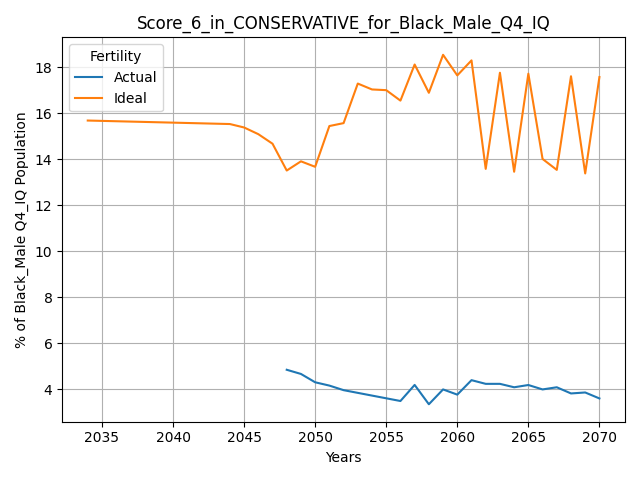 Score_6_in_CONSERVATIVE_for_Black_Male_Q4_IQ
Fertility
Actual
Ideal
% of Black_Male Q4_IQ Population
18
16
14
12
10
8
6
4
2035 2040 2045 2050 2055 2060 2065 2070
Years